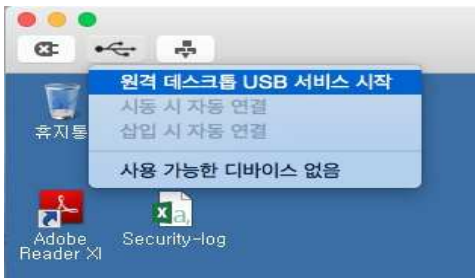 원격 데스크톱 USB 서비스 시작
시동 시 자동 연결
삽입 시 자동 연결
사용 가능한 디바이스 없음
휴지통
Adobe
Reader XI
Security-log